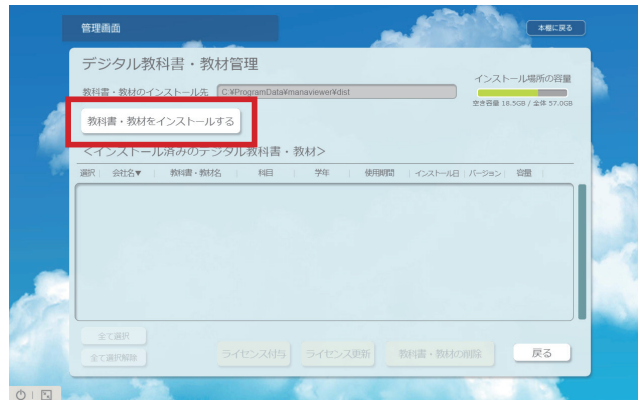 管理画面
本棚に戻る
デジタル教科書・教材管理
インストール場所の容量
教科書・教材のインストール先 C:¥ProgramData¥manaviewer¥dist
空き容量 18.5GB / 全体 57.0GB
教科書・教材をインストールする
<インストール済みのデジタル教科書・教材>
選択 会社名▼ 教科書・教材名 科目 学年 使用期間 インストール日 バージョン 容量
全て選択
全て選択解除 ライセンス付与 ライセンス更新 教科書・教材の削除 戻る